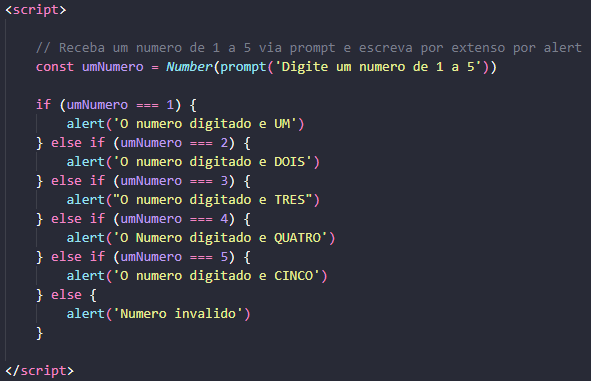 <script>
// Receba um numero de 1 a 5 via prompt e escreva por extenso por alert
const umNumero = Number(prompt('Digite um numero de 1 a 5'))
if (umNumero === 1) {
alert('O numero digitado e UM')
} else if (umNumero === 2) {
alert('O numero digitado e DOIS')
} else if (umNumero === 3) {
alert("O numero digitado e TRES")
} else if (umNumero === 4) {
alert('O Numero digitado e QUATRO')
} else if (umNumero === 5) {
alert('O numero digitado e CINCO')
} else {
alert('Numero invalido')
}
</script>